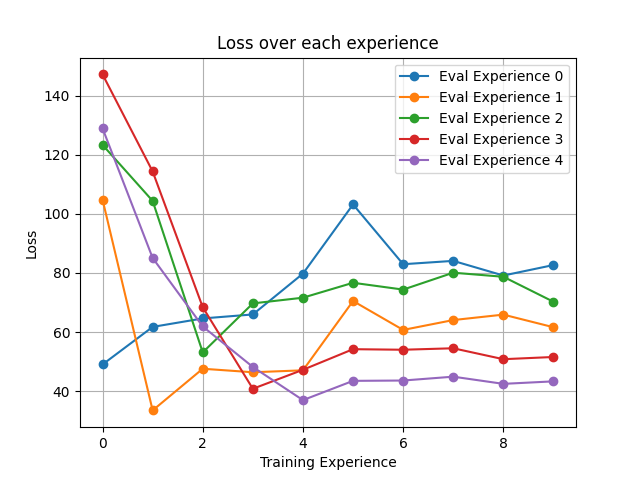 Loss over each experience
Eval Experience 0
Eval Experience 1
Eval Experience 2
Eval Experience 3
Eval Experience 4
140
120
100
80
60
40
Loss
0 2 4 6 8
Training Experience